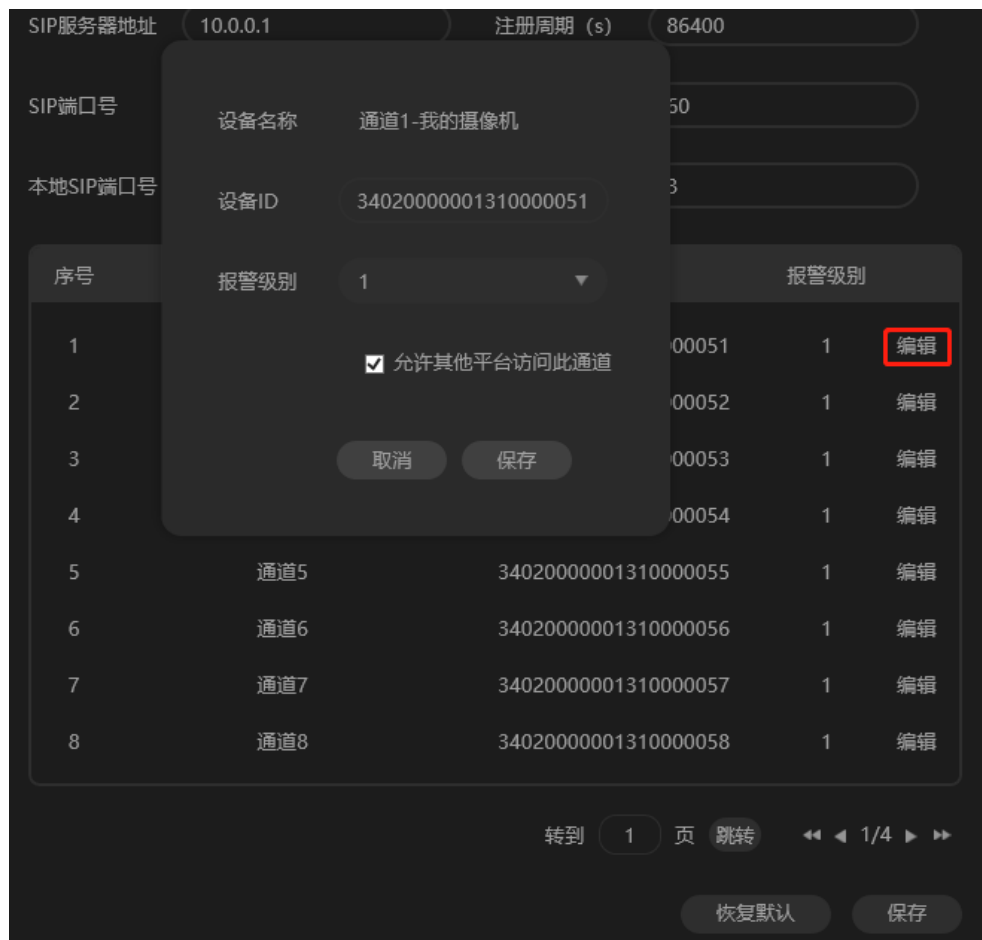 SIP服务器地址 10.0.0.1 注册周期 (s) 86400
SIP端口号 60
本地SIP端口号 3
设备名称 通道1-我的摄像机
设备ID 34020000001310000051
报警级别 1
允许其他平台访问此通道
取消 保存
序号 报警级别
1 00051 1 编辑
2 00052 1 编辑
3 00053 1 编辑
4 00054 1 编辑
5 通道5 34020000001310000055 1 编辑
6 通道6 34020000001310000056 1 编辑
7 通道7 34020000001310000057 1 编辑
8 通道8 34020000001310000058 1 编辑
转到 1 页 跳转 1/4
恢复默认 保存